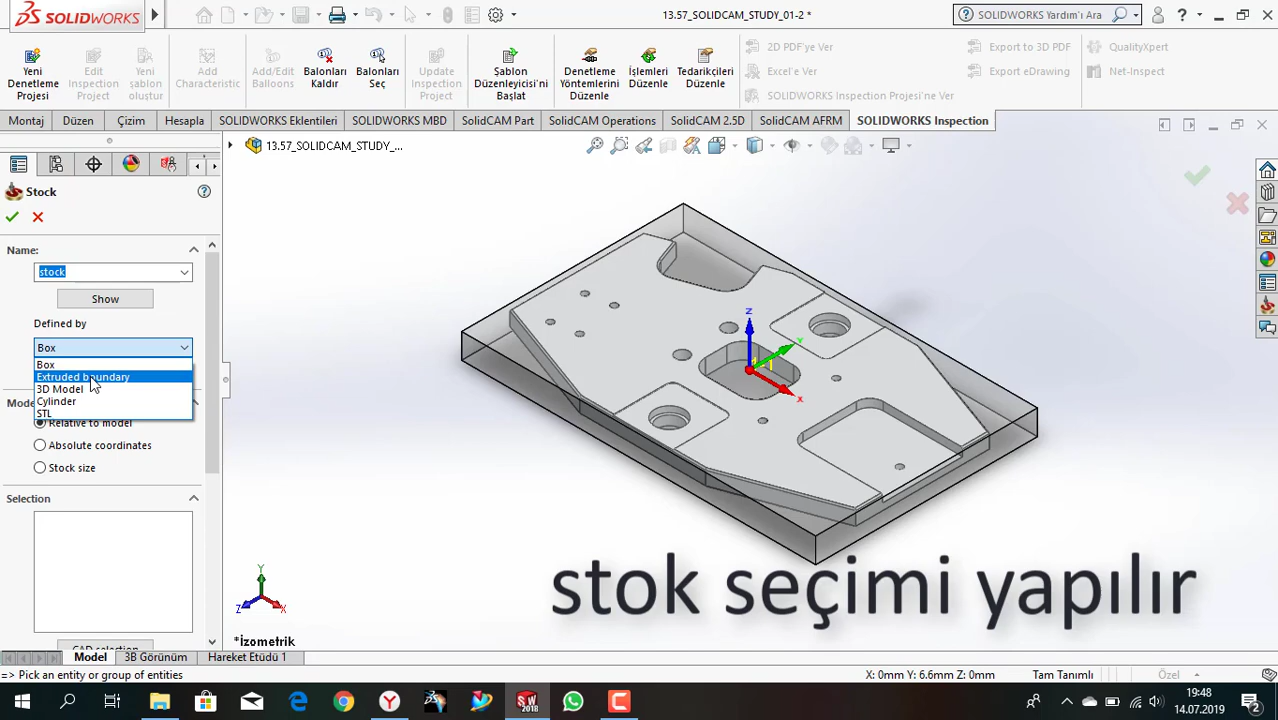 SOLIDWORKS
13.57_SOLIDCAM_STUDY_01-2 *
SOLIDWORKS Yardım'ı Ara
Yeni Denetleme Projesi
Edit Inspection Project
Yeni şablon oluştur
Add Characteristic
Add/Edit Balloons
Balonları Kaldır
Balonları Seç
Update Inspection Project
Şablon Düzenleyicisi'ni Başlat
Denetleme Yöntemlerini Düzenle
İşlemleri Düzenle
Tedarikçileri Düzenle
2D PDF'ye Ver
Excel'e Ver
SOLIDWORKS Inspection Projesi'ne Ver
Export to 3D PDF
Export eDrawing
QualityXpert
Net-Inspect
Montaj
Düzen
Çizim
Hesapla
SOLIDWORKS Eklentileri
SOLIDWORKS MBD
SolidCAM Part
SolidCAM Operations
SolidCAM 2.5D
SolidCAM AFRM
SOLIDWORKS Inspection
13.57_SOLIDCAM_STUDY_...
Stock
Name:
stock
Show
Defined by
Box
Box
Extruded boundary
3D Model
Cylinder
STL
Relative to model
Absolute coordinates
Stock size
Selection
Z
Y
X
Y
Z
X
stok seçimi yapılır
*İzometrik
Model
3B Görünüm
Hareket Etüdü 1
=> Pick an entity or group of entities
X: 0mm Y: 6.6mm Z: 0mm
Tam Tanımlı
Özel
SW
2018
19:48
14.07.2019
2